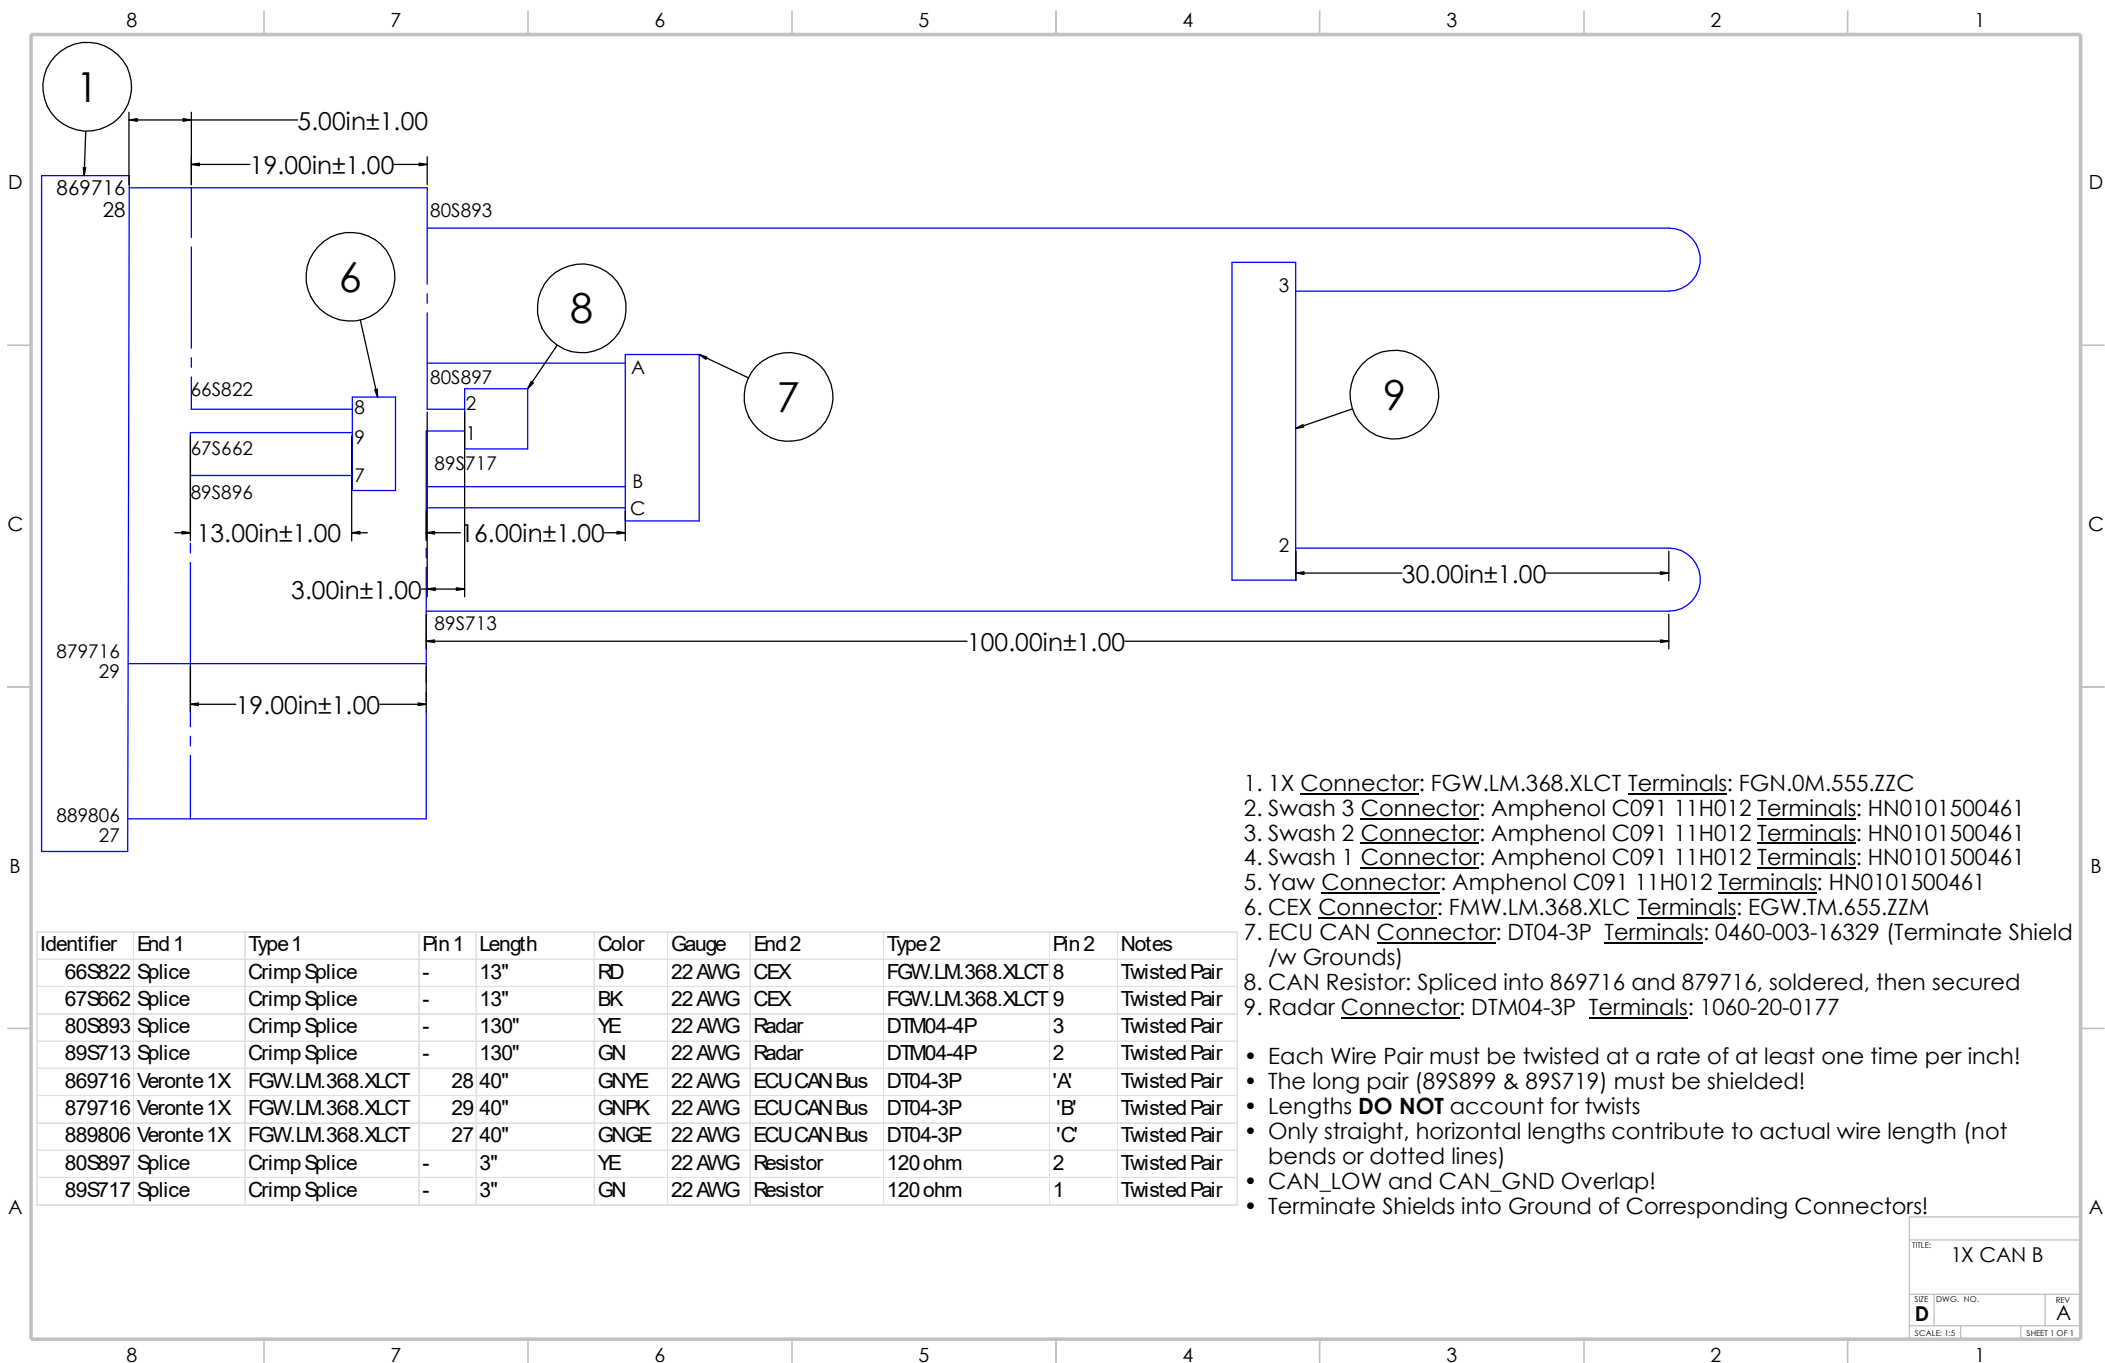 8 7 6 5 4 3 2 1
1
5.00in±1.00
19.00in±1.00
D D
869716
28
80S893
6
8
3
7
9
A
80S897
66S822
8
2
9
1
67S662
89S717
7
89S896
B
C
C C
13.00in±1.00
16.00in±1.00
2
30.00in±1.00
3.00in±1.00
89S713
100.00in±1.00
879716
29
19.00in±1.00
889806
27
B B
1. 1X Connector: FGW.LM.368.XLCT Terminals: FGN.0M.555.ZZC
2. Swash 3 Connector: Amphenol C091 11H012 Terminals: HN0101500461
3. Swash 2 Connector: Amphenol C091 11H012 Terminals: HN0101500461
4. Swash 1 Connector: Amphenol C091 11H012 Terminals: HN0101500461
5. Yaw Connector: Amphenol C091 11H012 Terminals: HN0101500461
6. CEX Connector: FMW.LM.368.XLC Terminals: EGW.TM.655.ZZM
7. ECU CAN Connector: DT04-3P Terminals: 0460-003-16329 (Terminate Shield
/w Grounds)
8. CAN Resistor: Spliced into 869716 and 879716, soldered, then secured
9. Radar Connector: DTM04-3P Terminals: 1060-20-0177
• Each Wire Pair must be twisted at a rate of at least one time per inch!
• The long pair (89S899 & 89S719) must be shielded!
• Lengths DO NOT account for twists
• Only straight, horizontal lengths contribute to actual wire length (not
bends or dotted lines)
• CAN_LOW and CAN_GND Overlap!
• Terminate Shields into Ground of Corresponding Connectors!
Identifier End 1 Type 1 Pin 1 Length Color Gauge End 2 Type 2 Pin 2 Notes
66S822 Splice Crimp Splice - 13" RD 22 AWG CEX FGW.LM.368.XLCT 8 Twisted Pair
67S662 Splice Crimp Splice - 13" BK 22 AWG CEX FGW.LM.368.XLCT 9 Twisted Pair
80S893 Splice Crimp Splice - 130" YE 22 AWG Radar DTM04-4P 3 Twisted Pair
89S713 Splice Crimp Splice - 130" GN 22 AWG Radar DTM04-4P 2 Twisted Pair
869716 Veronte 1X FGW.LM.368.XLCT 28 40" GNYE 22 AWG ECU CAN Bus DT04-3P 'A' Twisted Pair
879716 Veronte 1X FGW.LM.368.XLCT 29 40" GNPK 22 AWG ECU CAN Bus DT04-3P 'B' Twisted Pair
889806 Veronte 1X FGW.LM.368.XLCT 27 40" GNGE 22 AWG ECU CAN Bus DT04-3P 'C' Twisted Pair
80S897 Splice Crimp Splice - 3" YE 22 AWG Resistor 120 ohm 2 Twisted Pair
89S717 Splice Crimp Splice - 3" GN 22 AWG Resistor 120 ohm 1 Twisted Pair
A A
TITLE:
1X CAN B
SIZE DWG. NO. REV
D A
SCALE: 1:5 SHEET 1 OF 1
8 7 6 5 4 3 2 1